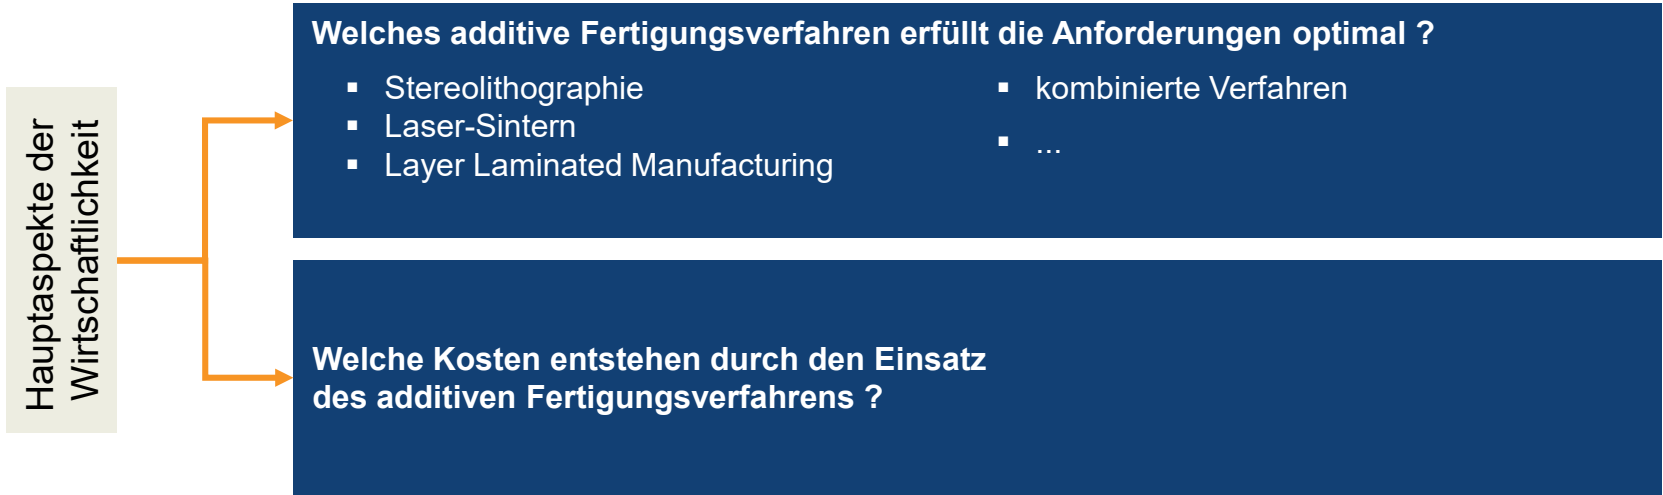 Hauptaspekte der
Wirtschaftlichkeit
Welches additive Fertigungsverfahren erfüllt die Anforderungen optimal ?
▪ Stereolithographie
▪ Laser-Sintern
▪ Layer Laminated Manufacturing
▪ kombinierte Verfahren
▪ ...
Welche Kosten entstehen durch den Einsatz
des additiven Fertigungsverfahrens ?